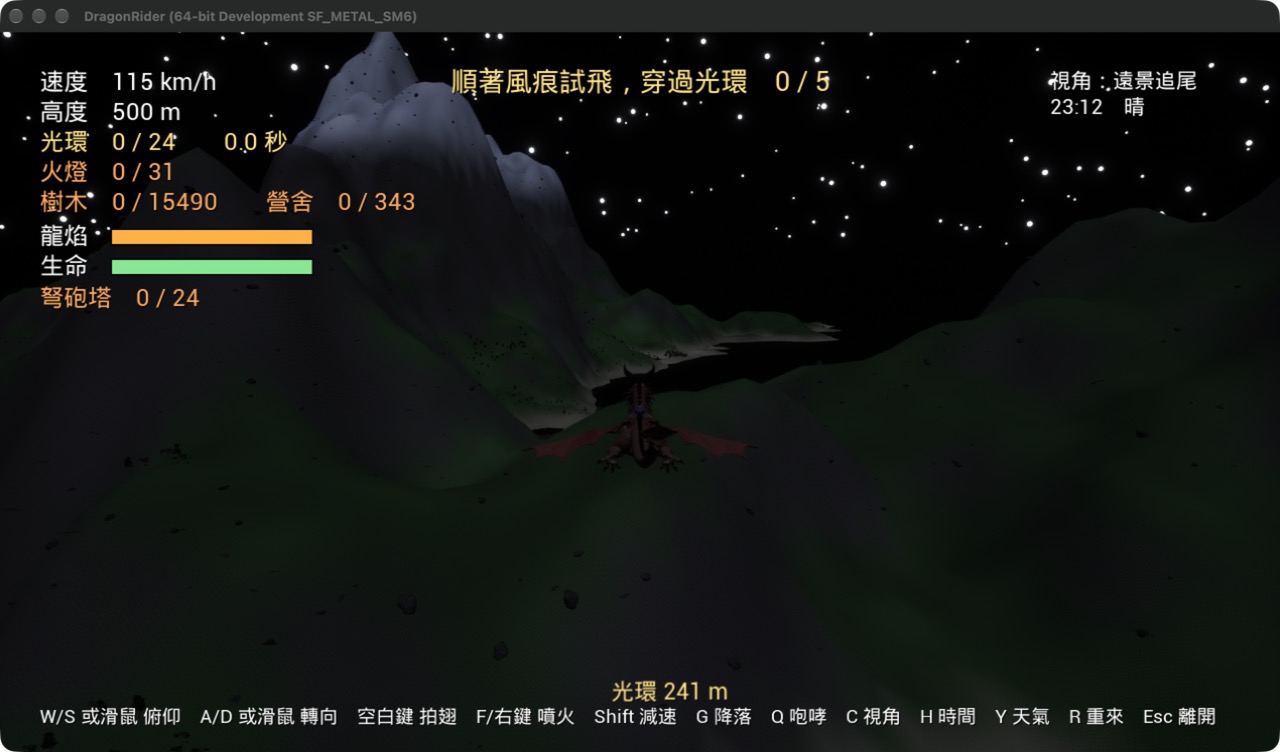 DragonRider (64-bit Development SF_METAL_SM6)
速度 115 km/h
高度 500 m
光環 0 / 24 0.0 秒
火燈 0 / 31
樹木 0 / 15490 營舍 0 / 343
龍焰
生命
弩砲塔 0 / 24
順著風痕試飛，穿過光環 0 / 5
視角：遠景追尾
23:12 晴
光環 241 m
W/S 或滑鼠 俯仰 A/D 或滑鼠 轉向 空白鍵 拍翅 F/右鍵 噴火 Shift 減速 G 降落 Q 咆哮 C 視角 H 時間 Y 天氣 R 重來 Esc 離開